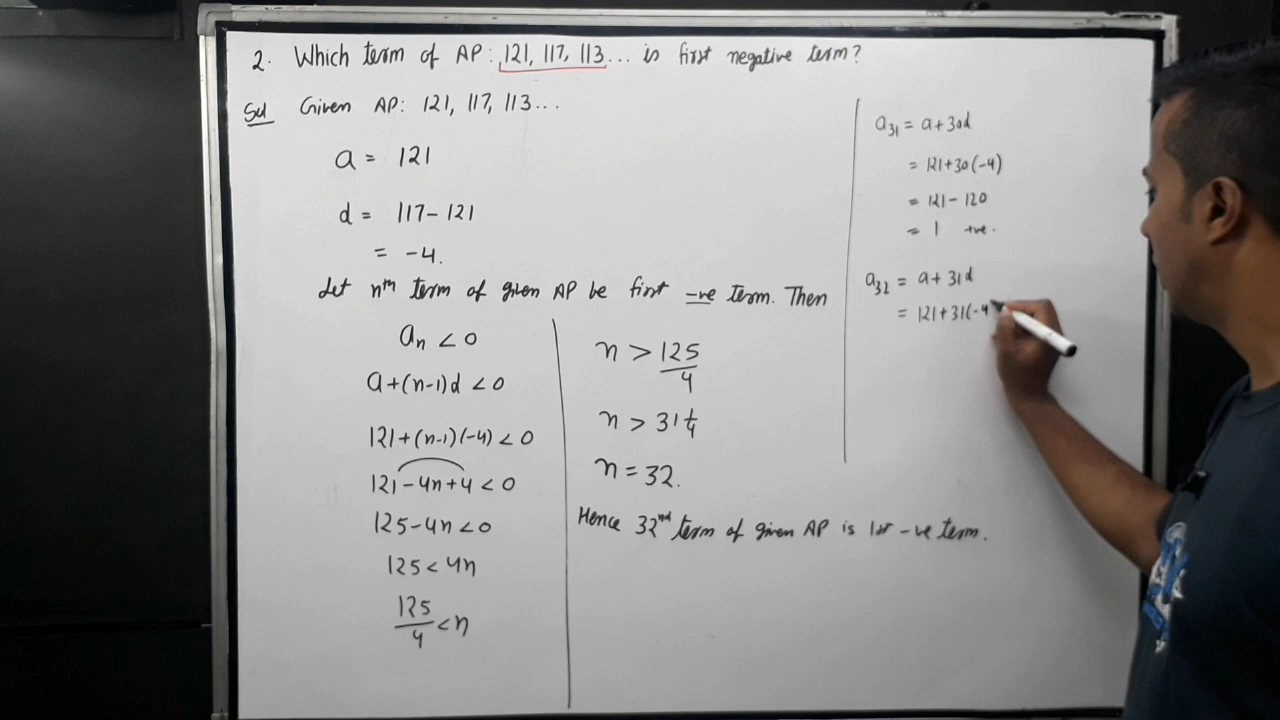 2. Which term of AP: 121, 117, 113... is first negative term?
Sol Given AP: 121, 117, 113...
a = 121
d = 117 - 121
= -4.
Let nth term of given AP be first -ve term. Then
an < 0
a+(n-1)d < 0
121+(n-1)(-4) < 0
121-4n+4 < 0
125-4n < 0
125 < 4n
125/4 < n
n > 125/4
n > 31 1/4
n = 32.
Hence 32nd term of given AP is 1st -ve term.
a31 = a+30d
= 121+30(-4)
= 121-120
= 1 +ve.
a32 = a+31d
= 121+31(-4